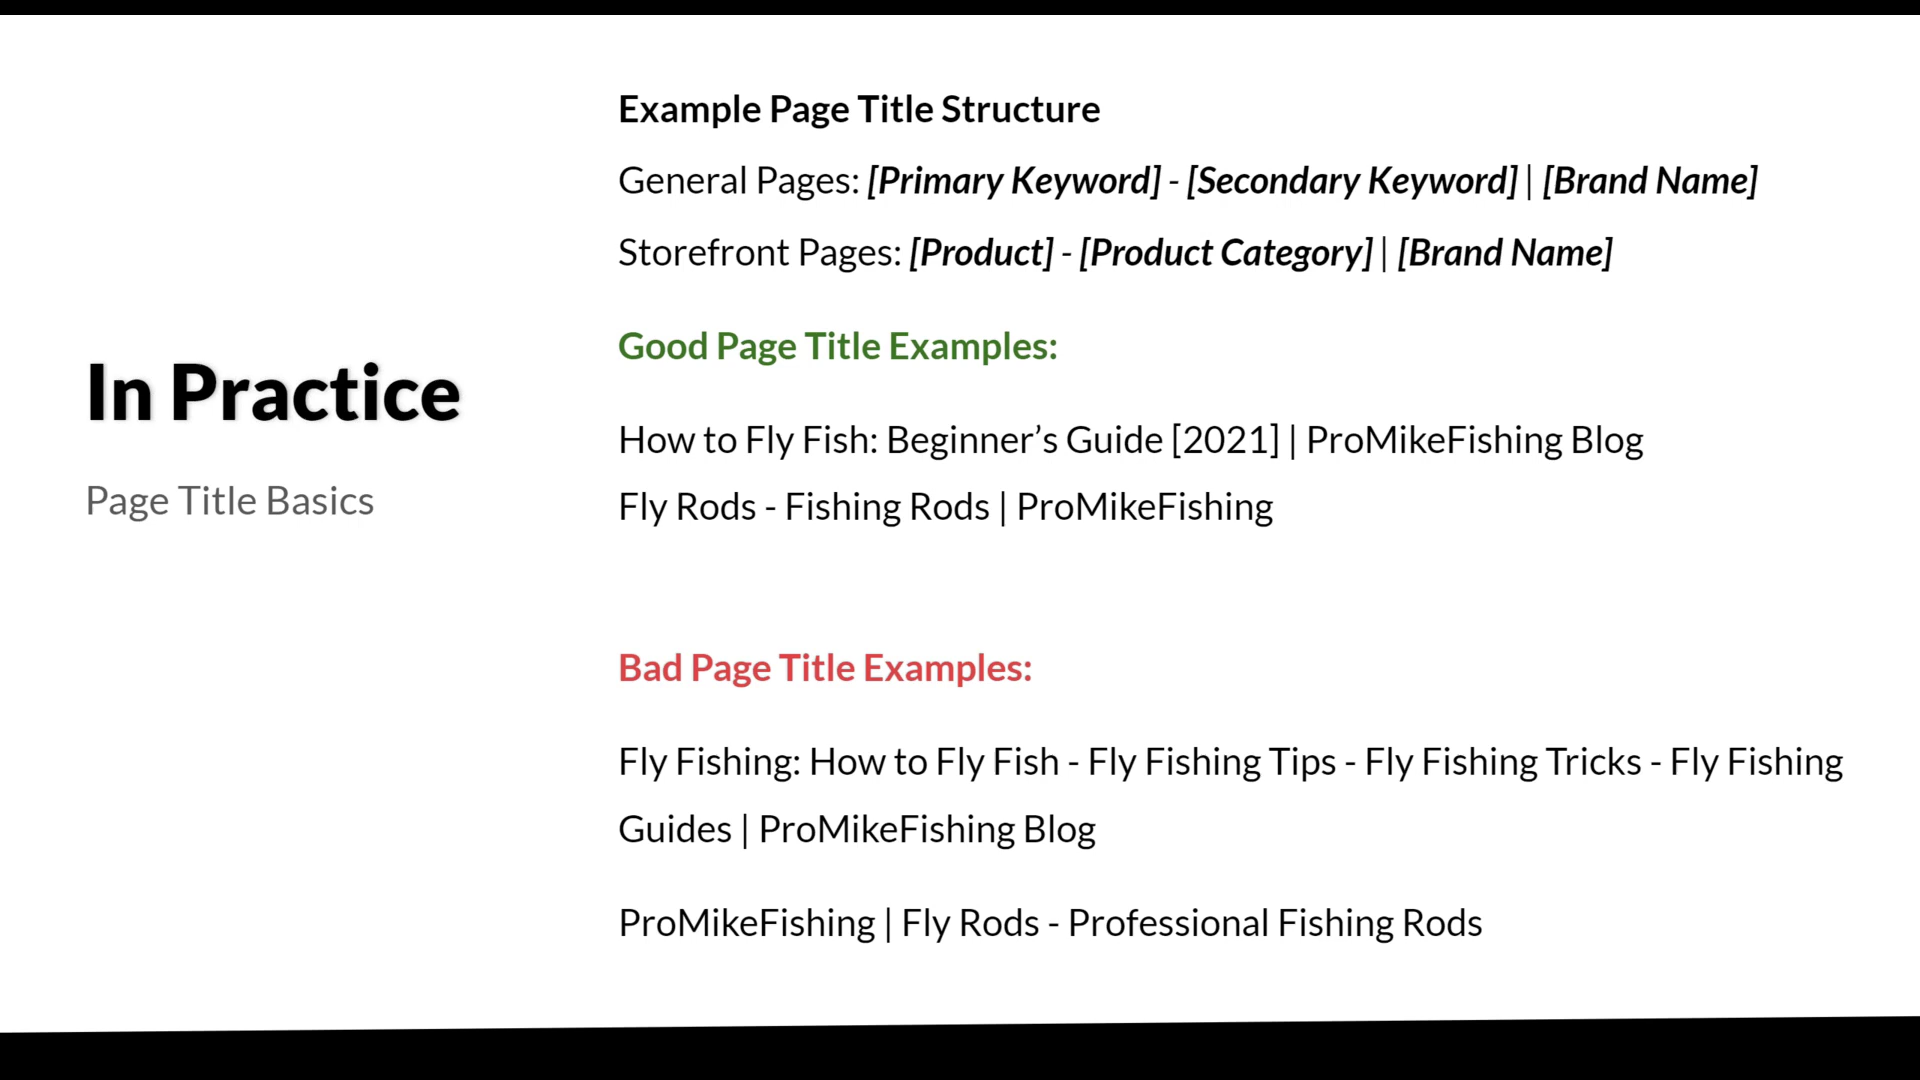 In Practice
Page Title Basics
Example Page Title Structure
General Pages: [Primary Keyword] - [Secondary Keyword] | [Brand Name]
Storefront Pages: [Product] - [Product Category] | [Brand Name]
Good Page Title Examples:
How to Fly Fish: Beginner’s Guide [2021] | ProMikeFishing Blog
Fly Rods - Fishing Rods | ProMikeFishing
Bad Page Title Examples:
Fly Fishing: How to Fly Fish - Fly Fishing Tips - Fly Fishing Tricks - Fly Fishing
Guides | ProMikeFishing Blog
ProMikeFishing | Fly Rods - Professional Fishing Rods